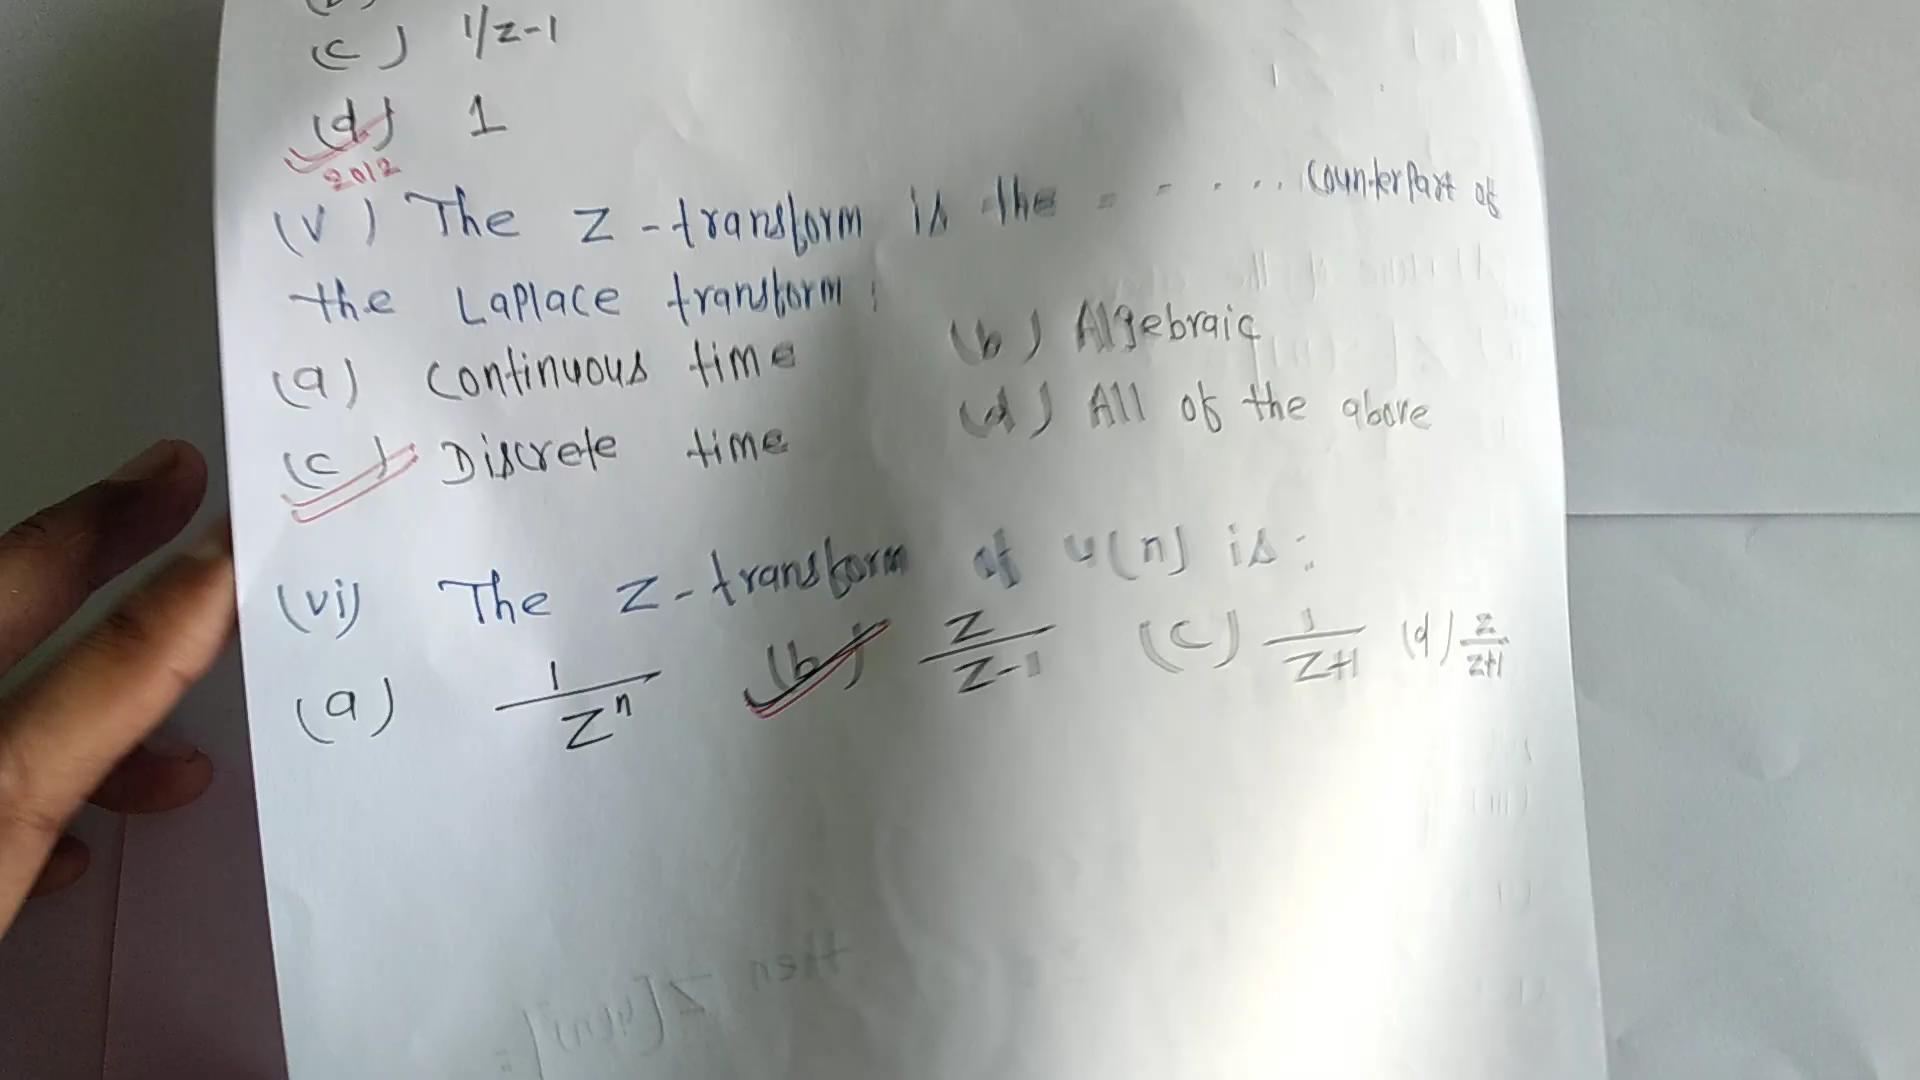 (c) 1/z-1
(d) 1
2012
(v) The z-transform is the - - . . . . counterpart of
the Laplace transform:
(a) continuous time (b) Algebraic
(c) Discrete time (d) All of the above
(vi) The z-transform of u(n) is:
(a) 1/zⁿ (b) z/z-1 (c) 1/z+1 (d) z/z+1